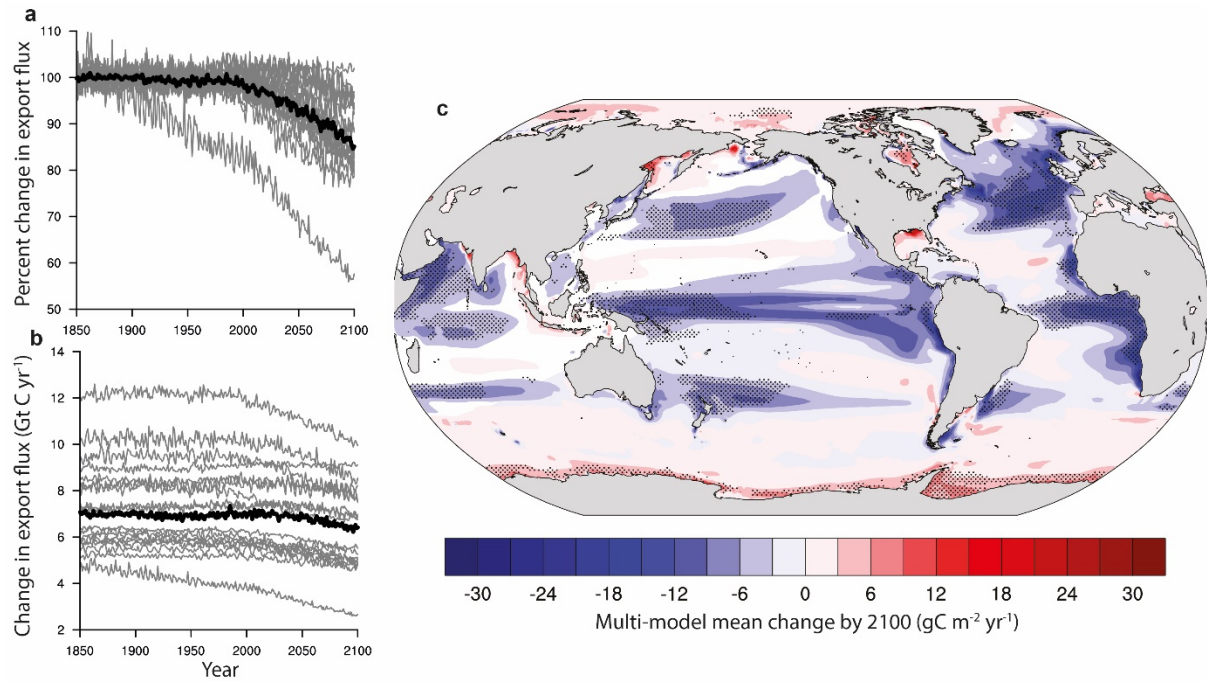 a
Percent change in export flux
110
100
90
80
70
60
50
1850 1900 1950 2000 2050 2100
b
Change in export flux (Gt C yr-1)
14
12
10
8
6
4
2
1850 1900 1950 2000 2050 2100
Year
c
-30 -24 -18 -12 -6 0 6 12 18 24 30
Multi-model mean change by 2100 (gC m-2 yr-1)